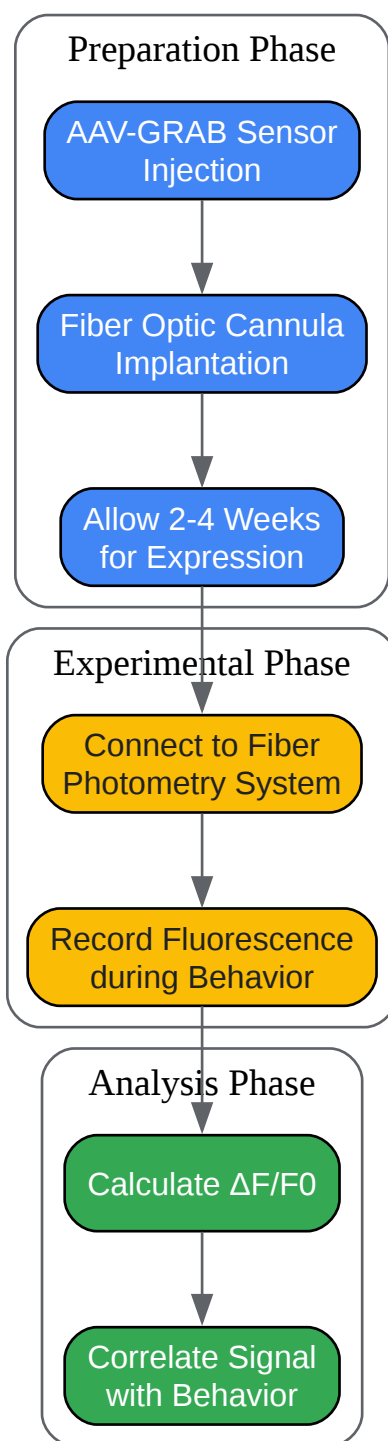 Preparation Phase
AAV-GRAB Sensor
Injection
Fiber Optic Cannula
Implantation
Allow 2-4 Weeks
for Expression
Experimental Phase
Connect to Fiber
Photometry System
Record Fluorescence
during Behavior
Analysis Phase
Calculate ΔF/F0
Correlate Signal
with Behavior